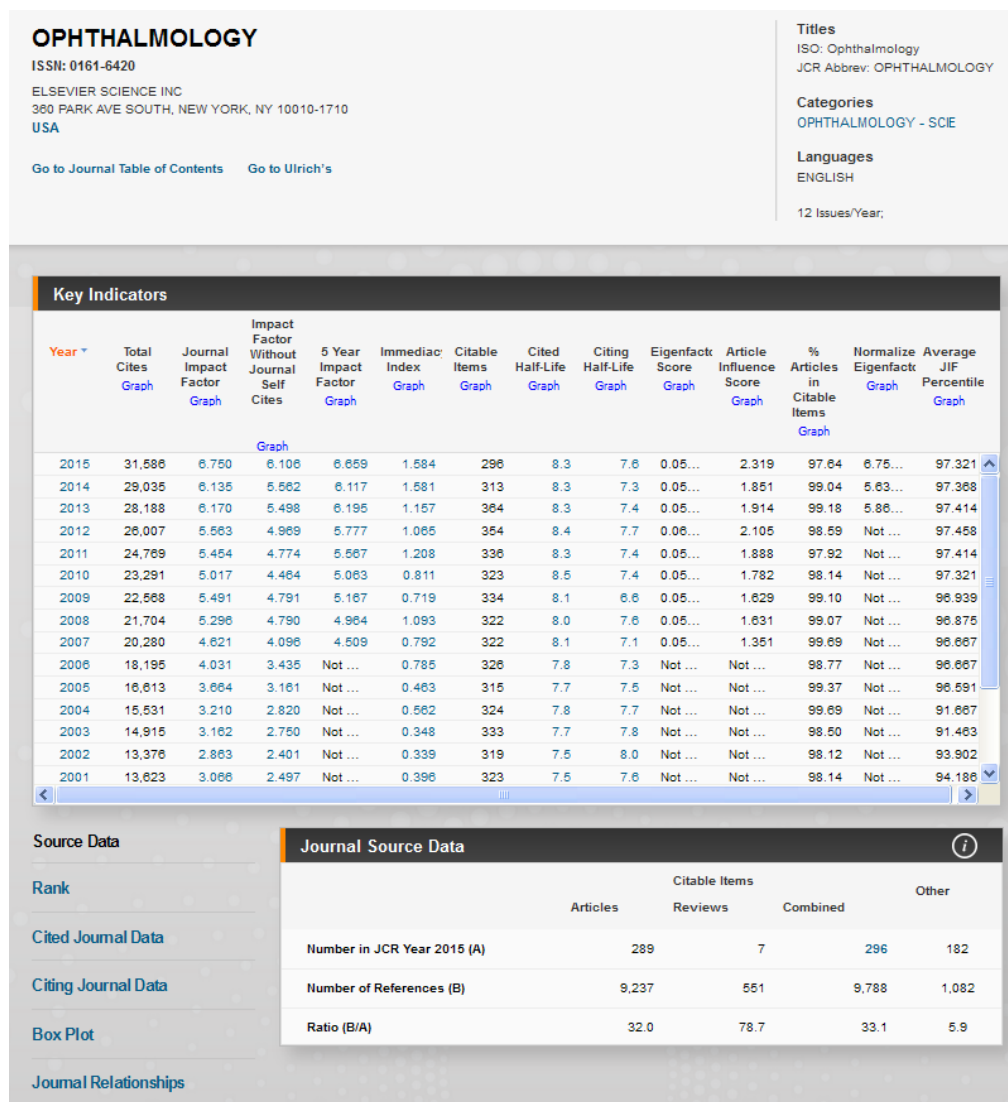 OPHTHALMOLOGY
ISSN: 0161-6420
ELSEVIER SCIENCE INC
360 PARK AVE SOUTH, NEW YORK, NY 10010-1710
USA
Go to Journal Table of Contents Go to Ulrich's
Titles
ISO: Ophthalmology
JCR Abbrev: OPHTHALMOLOGY
Categories
OPHTHALMOLOGY - SCIE
Languages
ENGLISH
12 Issues/Year;
Key Indicators
Year Total Cites Graph Journal Impact Factor Graph Impact Factor Without Journal Self Cites Graph 5 Year Impact Factor Graph Immediac Index Graph Citable Items Graph Cited Half-Life Graph Citing Half-Life Graph Eigenfact Score Graph Article Influence Score Graph % Articles in Citable Items Graph Normalize Eigenfact Graph Average JIF Percentile Graph
2015 31,586 6.750 6.106 6.659 1.584 296 8.3 7.6 0.05... 2.319 97.64 6.75... 97.321
2014 29,035 6.135 5.562 6.117 1.581 313 8.3 7.3 0.05... 1.851 99.04 5.63... 97.368
2013 28,188 6.170 5.498 6.195 1.157 364 8.3 7.4 0.05... 1.914 99.18 5.86... 97.414
2012 26,007 5.563 4.969 5.777 1.065 354 8.4 7.7 0.06... 2.105 98.59 Not ... 97.458
2011 24,769 5.454 4.774 5.567 1.208 336 8.3 7.4 0.05... 1.888 97.92 Not ... 97.414
2010 23,291 5.017 4.464 5.063 0.811 323 8.5 7.4 0.05... 1.782 98.14 Not ... 97.321
2009 22,568 5.491 4.791 5.167 0.719 334 8.1 6.6 0.05... 1.629 99.10 Not ... 96.939
2008 21,704 5.296 4.790 4.964 1.093 322 8.0 7.6 0.05... 1.631 99.07 Not ... 96.875
2007 20,280 4.621 4.096 4.509 0.792 322 8.1 7.1 0.05... 1.351 99.69 Not ... 96.667
2006 18,195 4.031 3.435 Not ... 0.785 326 7.8 7.3 Not ... Not ... 98.77 Not ... 96.667
2005 16,613 3.664 3.161 Not ... 0.463 315 7.7 7.5 Not ... Not ... 99.37 Not ... 96.591
2004 15,531 3.210 2.820 Not ... 0.562 324 7.8 7.7 Not ... Not ... 99.69 Not ... 91.667
2003 14,915 3.162 2.750 Not ... 0.348 333 7.7 7.8 Not ... Not ... 98.50 Not ... 91.463
2002 13,376 2.863 2.401 Not ... 0.339 319 7.5 8.0 Not ... Not ... 98.12 Not ... 93.902
2001 13,623 3.066 2.497 Not ... 0.396 323 7.5 7.6 Not ... Not ... 98.14 Not ... 94.186
Source Data
Rank
Cited Journal Data
Citing Journal Data
Box Plot
Journal Relationships
Journal Source Data
Citable Items
Articles Reviews Combined Other
Number in JCR Year 2015 (A) 289 7 296 182
Number of References (B) 9,237 551 9,788 1,082
Ratio (B/A) 32.0 78.7 33.1 5.9